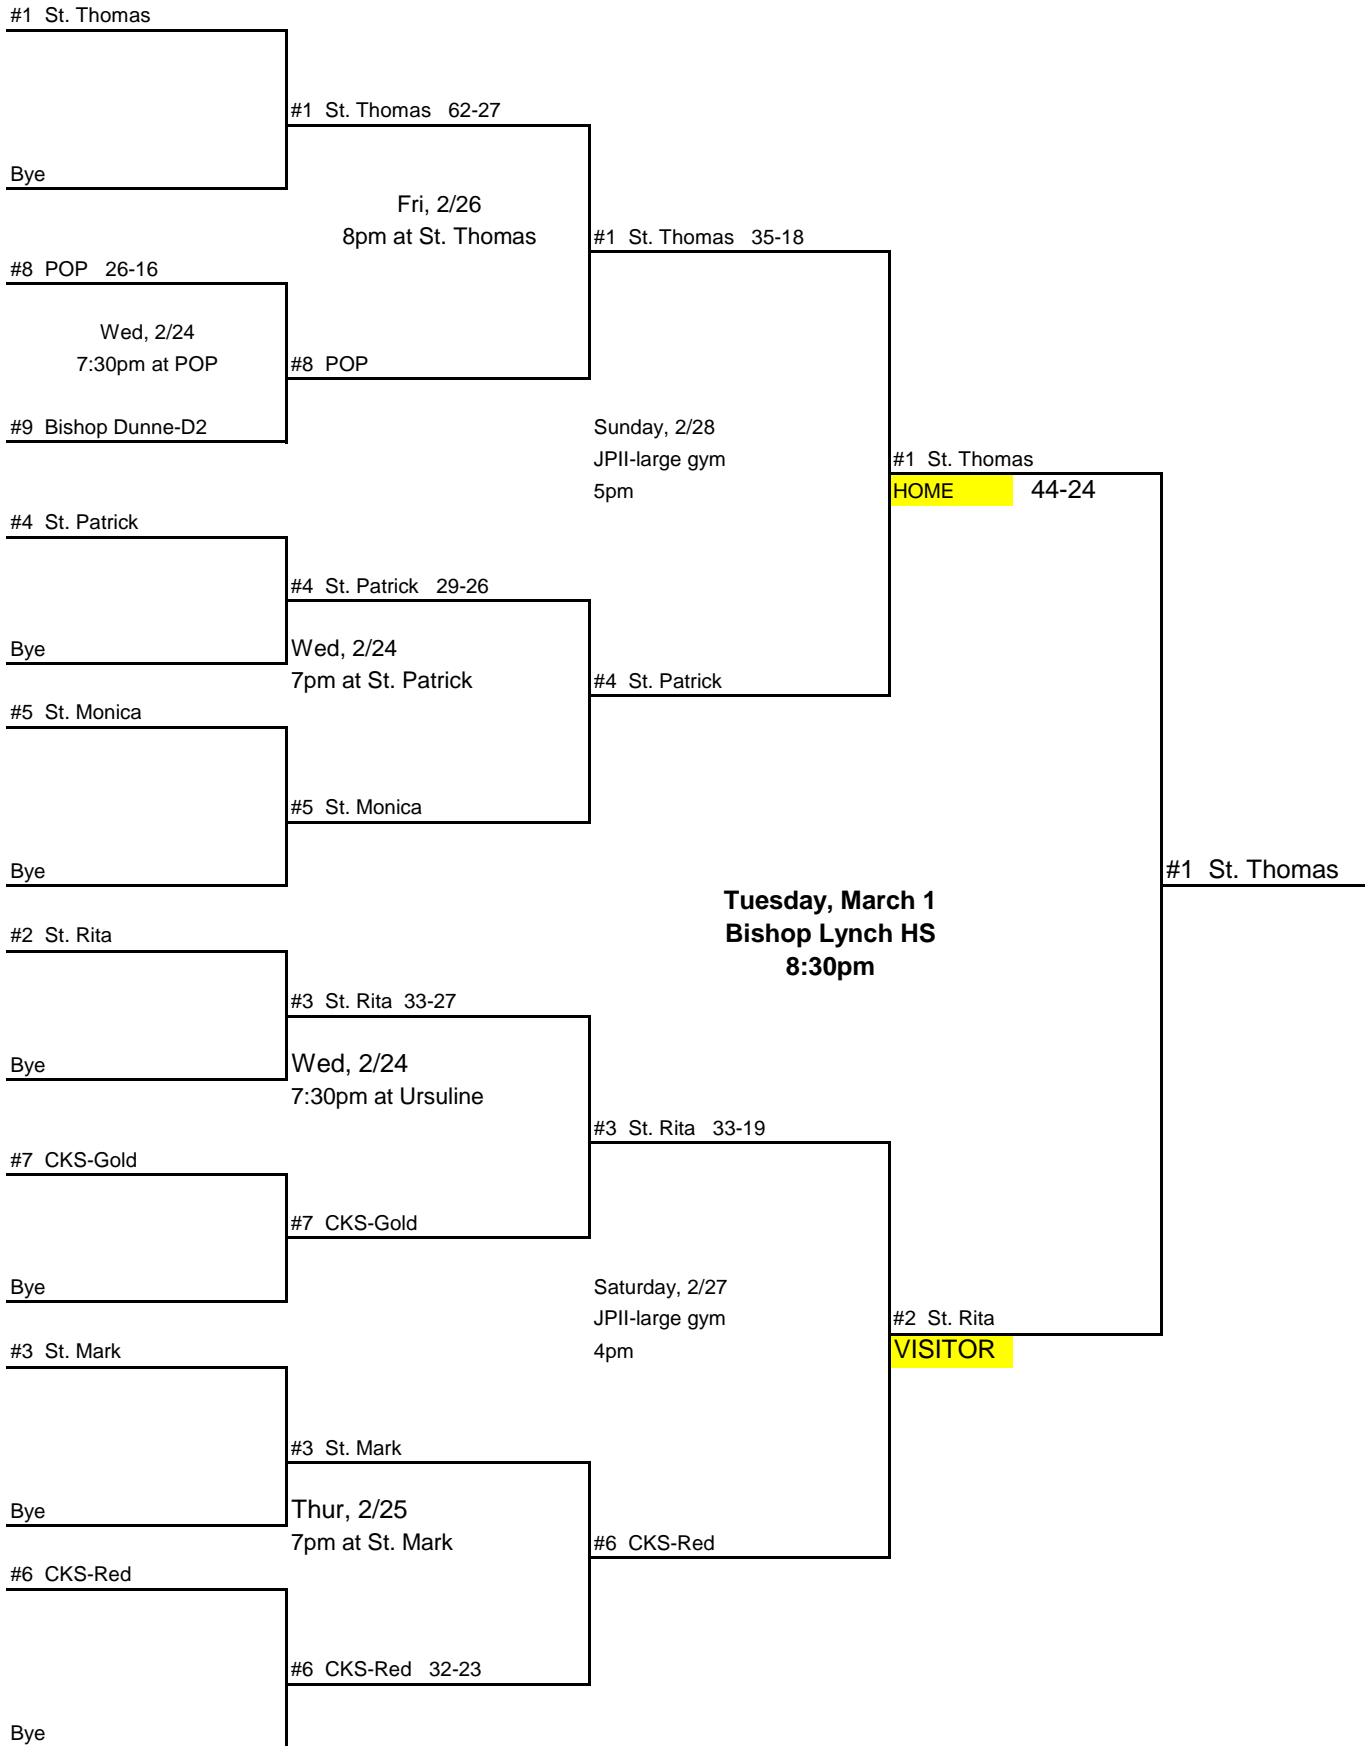 #1 St. Thomas
#1 St. Thomas 62-27
Bye
Fri, 2/26
8pm at St. Thomas
#1 St. Thomas 35-18
#8 POP 26-16
Wed, 2/24
7:30pm at POP
#8 POP
#9 Bishop Dunne-D2
Sunday, 2/28
JPII-large gym
5pm
#1 St. Thomas
HOME 44-24
#4 St. Patrick
#4 St. Patrick 29-26
Bye
Wed, 2/24
7pm at St. Patrick
#4 St. Patrick
#5 St. Monica
#5 St. Monica
Bye
#1 St. Thomas
Tuesday, March 1
Bishop Lynch HS
8:30pm
#2 St. Rita
#3 St. Rita 33-27
Bye
Wed, 2/24
7:30pm at Ursuline
#3 St. Rita 33-19
#7 CKS-Gold
#7 CKS-Gold
Bye
Saturday, 2/27
JPII-large gym
4pm
#2 St. Rita
VISITOR
#3 St. Mark
#3 St. Mark
Bye
Thur, 2/25
7pm at St. Mark
#6 CKS-Red
#6 CKS-Red
#6 CKS-Red 32-23
Bye